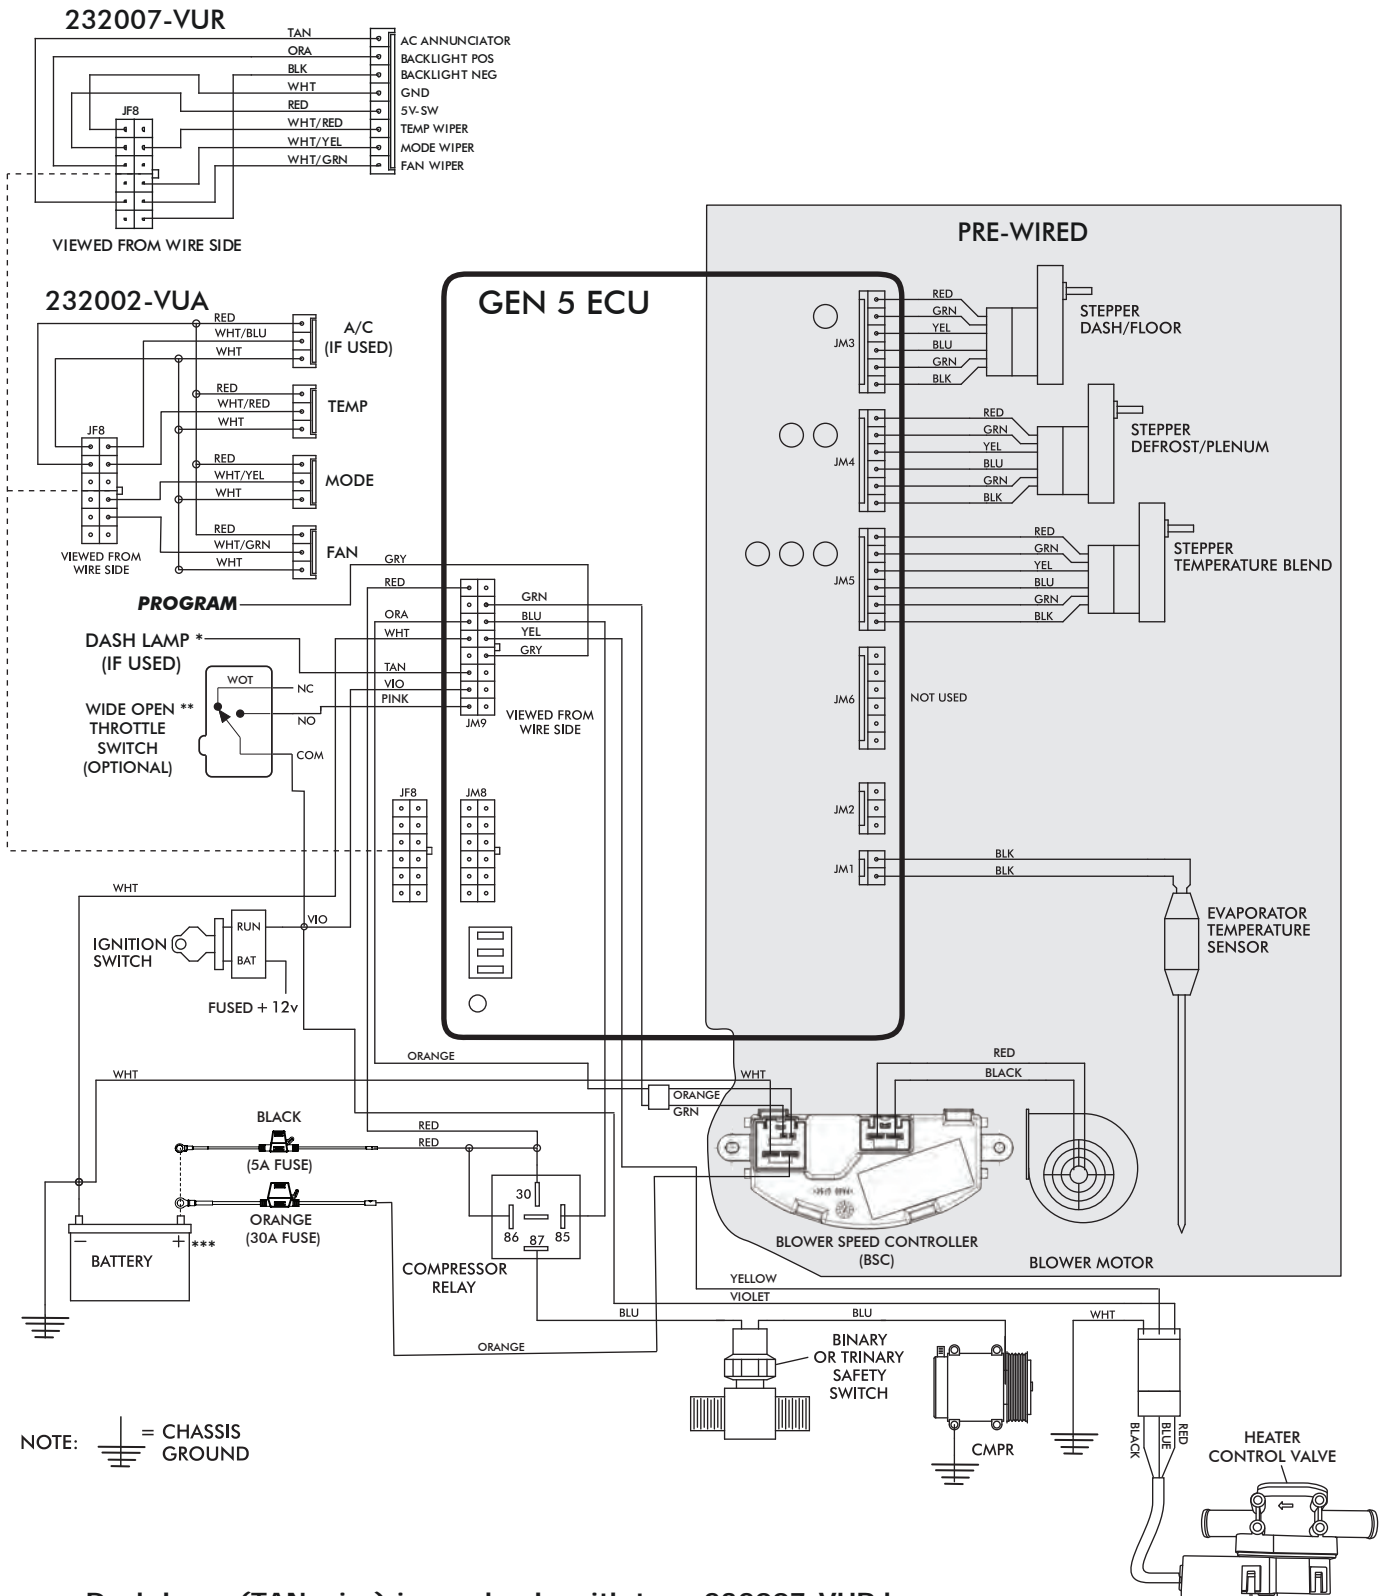 232007-VUR
TAN
ORA
BLK
WHT
RED
WHT/RED
WHT/YEL
WHT/GRN
AC ANNUNCIATOR
BACKLIGHT POS
BACKLIGHT NEG
GND
5V-SW
TEMP WIPER
MODE WIPER
FAN WIPER
JF8
VIEWED FROM WIRE SIDE
232002-VUA
RED
WHT/BLU
WHT
A/C
(IF USED)
RED
WHT/RED
WHT
TEMP
JF8
RED
WHT/YEL
WHT
MODE
RED
WHT/GRN
WHT
FAN
VIEWED FROM
WIRE SIDE
GEN 5 ECU
PRE-WIRED
RED
GRN
YEL
BLU
GRN
BLK
JM3
STEPPER
DASH/FLOOR
RED
GRN
YEL
BLU
GRN
BLK
JM4
STEPPER
DEFROST/PLENUM
RED
GRN
YEL
BLU
GRN
BLK
JM5
STEPPER
TEMPERATURE BLEND
JM6
NOT USED
JM2
JM1
BLK
BLK
EVAPORATOR
TEMPERATURE
SENSOR
PROGRAM
GRY
RED
ORA
WHT
TAN
VIO
PINK
GRN
BLU
YEL
GRY
JM9
VIEWED FROM
WIRE SIDE
DASH LAMP *
(IF USED)
WOT
NC
NO
COM
WIDE OPEN **
THROTTLE
SWITCH
(OPTIONAL)
JF8
JM8
WHT
IGNITION
SWITCH
RUN
BAT
VIO
FUSED + 12v
ORANGE
WHT
WHT
ORANGE
GRN
RED
BLACK
BLACK
(5A FUSE)
RED
RED
ORANGE
(30A FUSE)
BATTERY
− + ***
30
86
87
85
COMPRESSOR
RELAY
BLOWER SPEED CONTROLLER
(BSC)
BLOWER MOTOR
YELLOW
VIOLET
BLU
BLU
ORANGE
WHT
BINARY
OR TRINARY
SAFETY
SWITCH
CMPR
BLACK
BLUE
RED
HEATER
CONTROL VALVE
NOTE:
= CHASSIS
GROUND